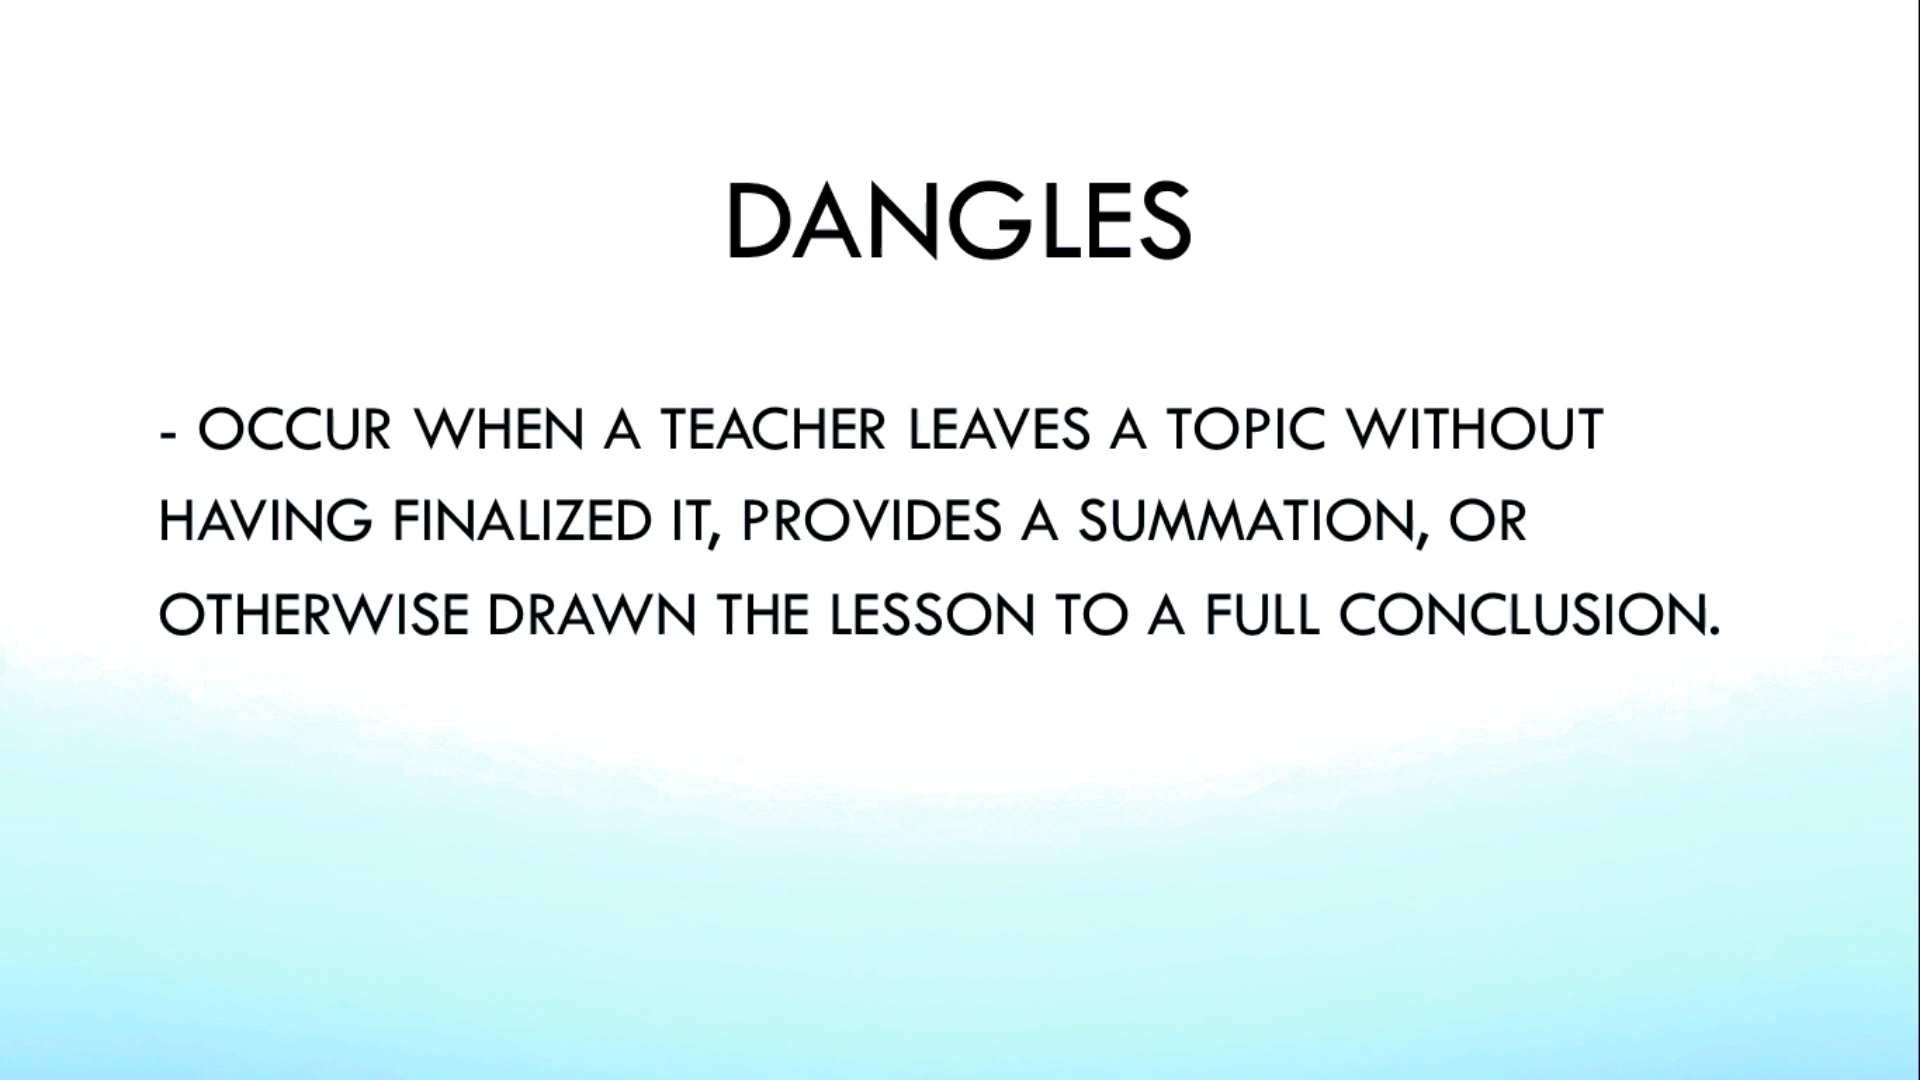 DANGLES
- OCCUR WHEN A TEACHER LEAVES A TOPIC WITHOUT
HAVING FINALIZED IT, PROVIDES A SUMMATION, OR
OTHERWISE DRAWN THE LESSON TO A FULL CONCLUSION.